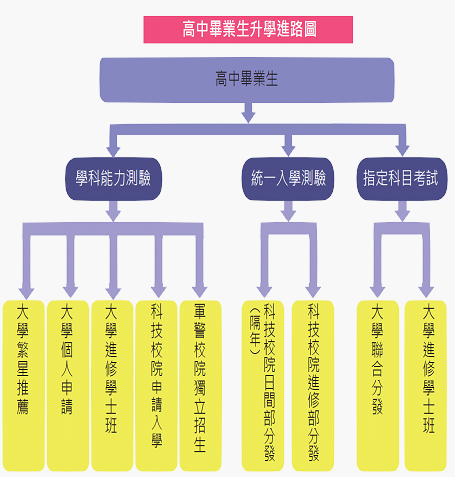 高中畢業生升學進路圖
高中畢業生
學科能力測驗
統一入學測驗
指定科目考試
大學繁星推薦
大學個人申請
大學進修學士班
科技校院申請入學
軍警校院獨立招生
科技校院日間部分發
（隔年）
科技校院進修部分發
大學聯合分發
大學進修學士班